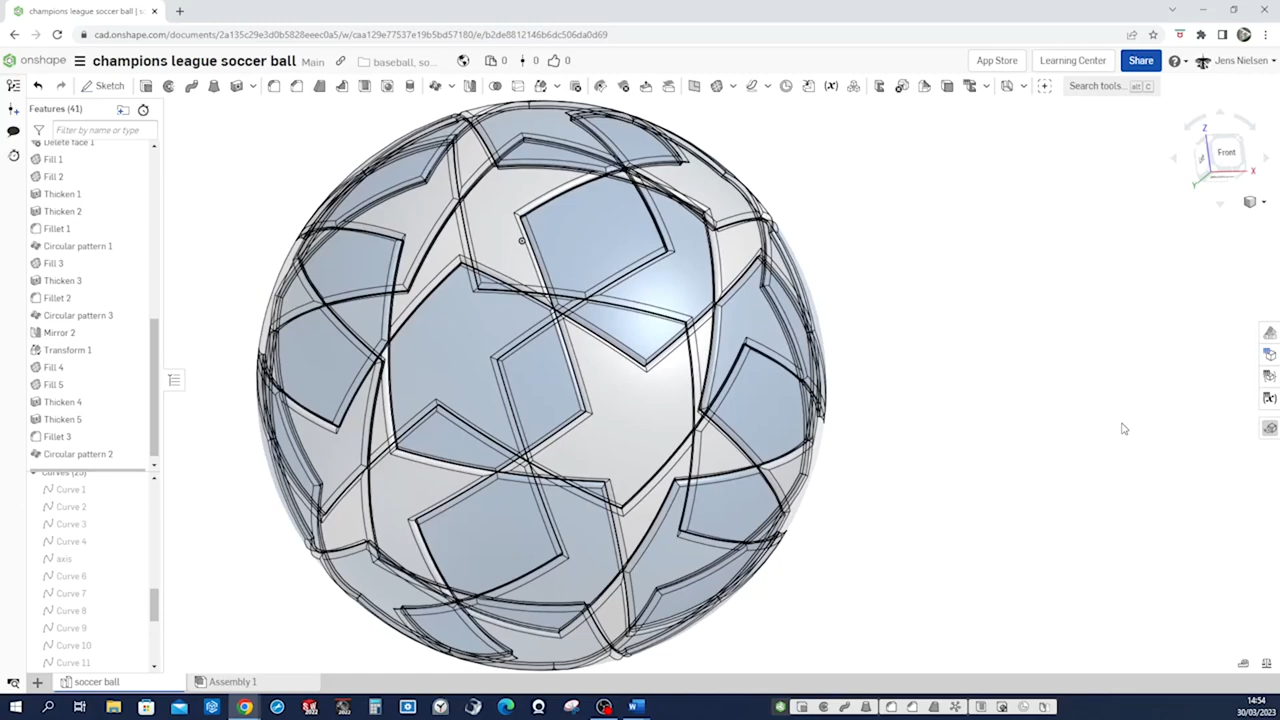 champions league soccer ball | so
cad.onshape.com/documents/2a135c29e3d0b5828eeec0a5/w/caa129e77537e19b5bd57180/e/b2de8812146b6dc506da0d69
onshape champions league soccer ball Main baseball, so... 0 0 0 App Store Learning Center Share Jens Nielsen
Sketch Search tools... alt C
Features (41)
Filter by name or type
Delete face 1
Fill 1
Fill 2
Thicken 1
Thicken 2
Fillet 1
Circular pattern 1
Fill 3
Thicken 3
Fillet 2
Circular pattern 3
Mirror 2
Transform 1
Fill 4
Fill 5
Thicken 4
Thicken 5
Fillet 3
Circular pattern 2
Curves (25)
Curve 1
Curve 2
Curve 3
Curve 4
axis
Curve 6
Curve 7
Curve 8
Curve 9
Curve 10
Curve 11
Z
Front
X
Y
soccer ball Assembly 1
2022 2022
14:54
30/03/2023